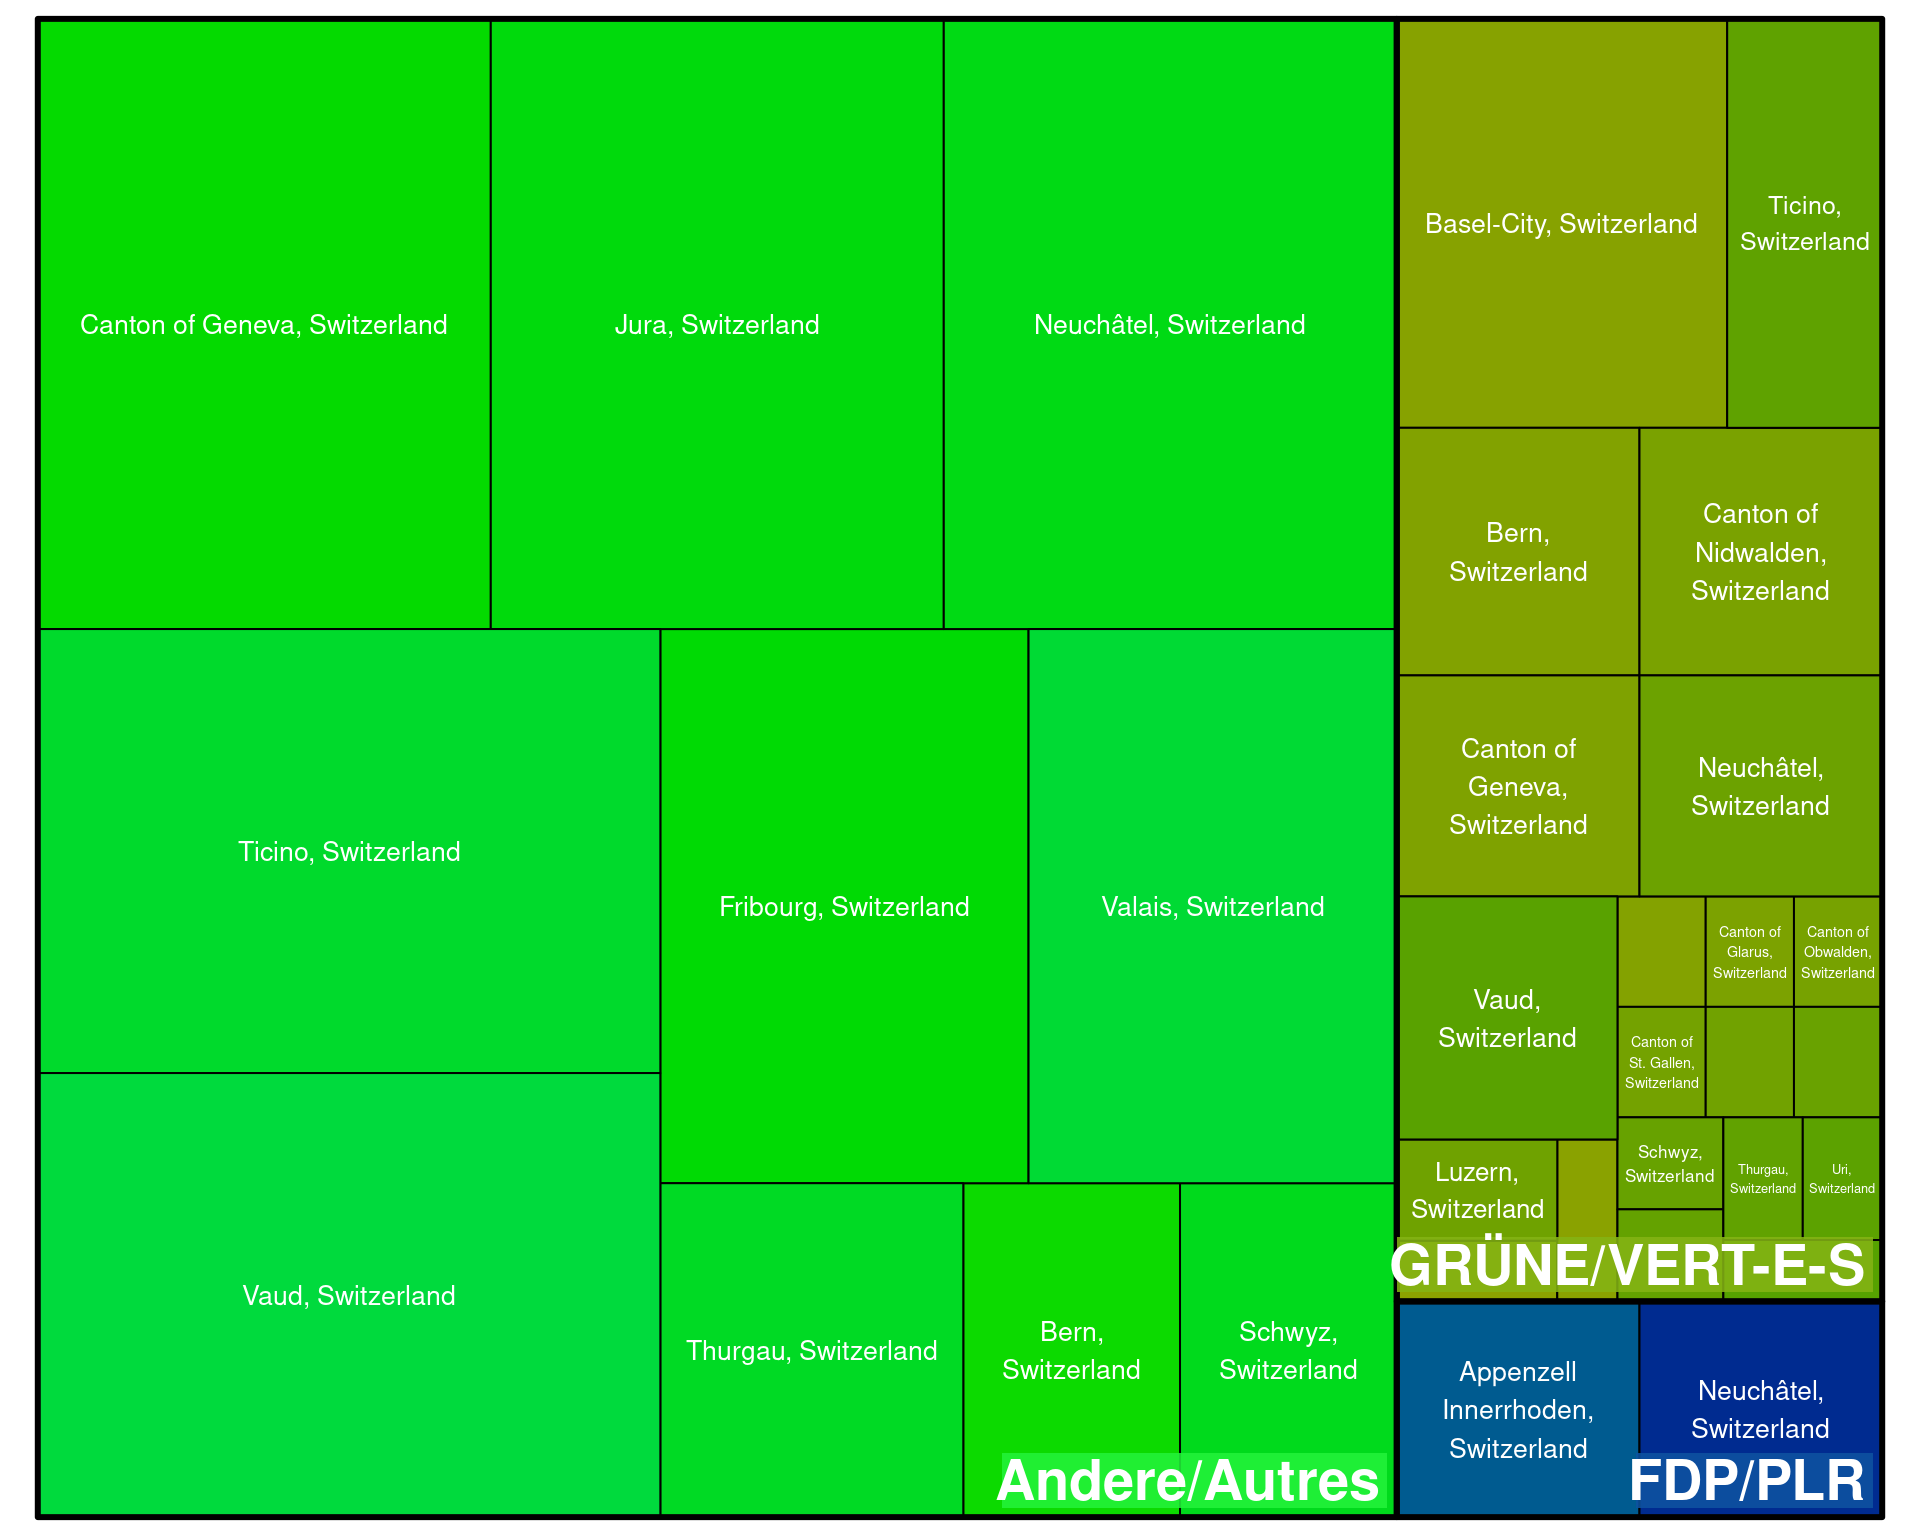 Canton of Geneva, Switzerland
Jura, Switzerland
Neuchâtel, Switzerland
Ticino, Switzerland
Fribourg, Switzerland
Valais, Switzerland
Vaud, Switzerland
Thurgau, Switzerland
Bern,
Switzerland
Schwyz,
Switzerland
Andere/Autres
Basel-City, Switzerland
Ticino,
Switzerland
Bern,
Switzerland
Canton of
Nidwalden,
Switzerland
Canton of
Geneva,
Switzerland
Neuchâtel,
Switzerland
Vaud,
Switzerland
Canton of
Glarus,
Switzerland
Canton of
Obwalden,
Switzerland
Canton of
St. Gallen,
Switzerland
Luzern,
Switzerland
Schwyz,
Switzerland
Thurgau,
Switzerland
Uri,
Switzerland
GRÜNE/VERT-E-S
Appenzell
Innerrhoden,
Switzerland
Neuchâtel,
Switzerland
FDP/PLR